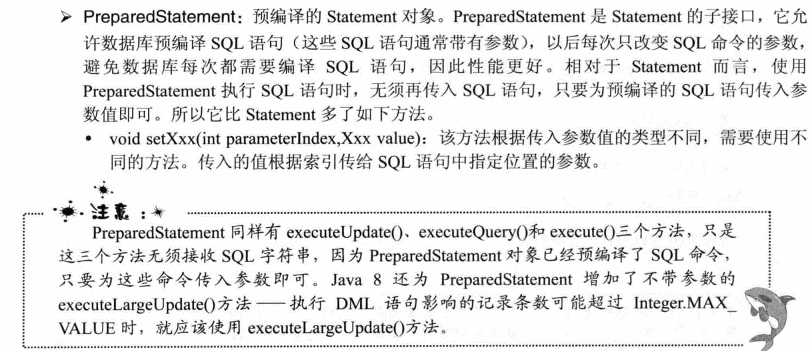 ➢ PreparedStatement：预编译的 Statement 对象。PreparedStatement 是 Statement 的子接口，它允
许数据库预编译 SQL 语句（这些 SQL 语句通常带有参数），以后每次只改变 SQL 命令的参数，
避免数据库每次都需要编译 SQL 语句，因此性能更好。相对于 Statement 而言，使用
PreparedStatement 执行 SQL 语句时，无须再传入 SQL 语句，只要为预编译的 SQL 语句传入参
数值即可。所以它比 Statement 多了如下方法。
• void setXxx(int parameterIndex,Xxx value)：该方法根据传入参数值的类型不同，需要使用不
同的方法。传入的值根据索引传给 SQL 语句中指定位置的参数。
注意：
PreparedStatement 同样有 executeUpdate()、executeQuery()和 execute()三个方法，只是
这三个方法无须接收 SQL 字符串，因为 PreparedStatement 对象已经预编译了 SQL 命令，
只要为这些命令传入参数即可。Java 8 还为 PreparedStatement 增加了不带参数的
executeLargeUpdate()方法——执行 DML 语句影响的记录条数可能超过 Integer.MAX_
VALUE 时，就应该使用 executeLargeUpdate()方法。